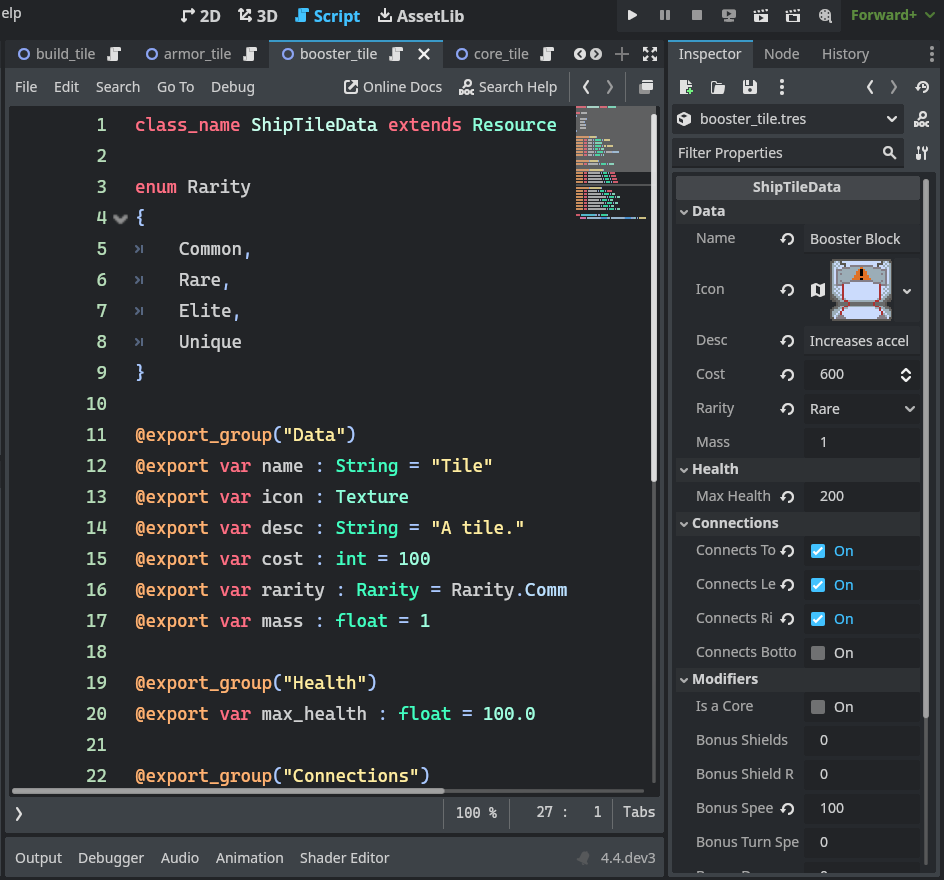 elp
2D 3D Script AssetLib
Forward+
build_tile armor_tile booster_tile core_tile
File Edit Search Go To Debug Online Docs Search Help
1 class_name ShipTileData extends Resource
2
3 enum Rarity
4 {
5 Common,
6 Rare,
7 Elite,
8 Unique
9 }
10
11 @export_group("Data")
12 @export var name : String = "Tile"
13 @export var icon : Texture
14 @export var desc : String = "A tile."
15 @export var cost : int = 100
16 @export var rarity : Rarity = Rarity.Comm
17 @export var mass : float = 1
18
19 @export_group("Health")
20 @export var max_health : float = 100.0
21
22 @export_group("Connections")
100 % 27 : 1 Tabs
Output Debugger Audio Animation Shader Editor 4.4.dev3
Inspector Node History
booster_tile.tres
Filter Properties
ShipTileData
Data
Name Booster Block
Icon
Desc Increases accel
Cost 600
Rarity Rare
Mass 1
Health
Max Health 200
Connections
Connects To On
Connects Le On
Connects Ri On
Connects Botto On
Modifiers
Is a Core On
Bonus Shields 0
Bonus Shield R 0
Bonus Spee 100
Bonus Turn Spe 0